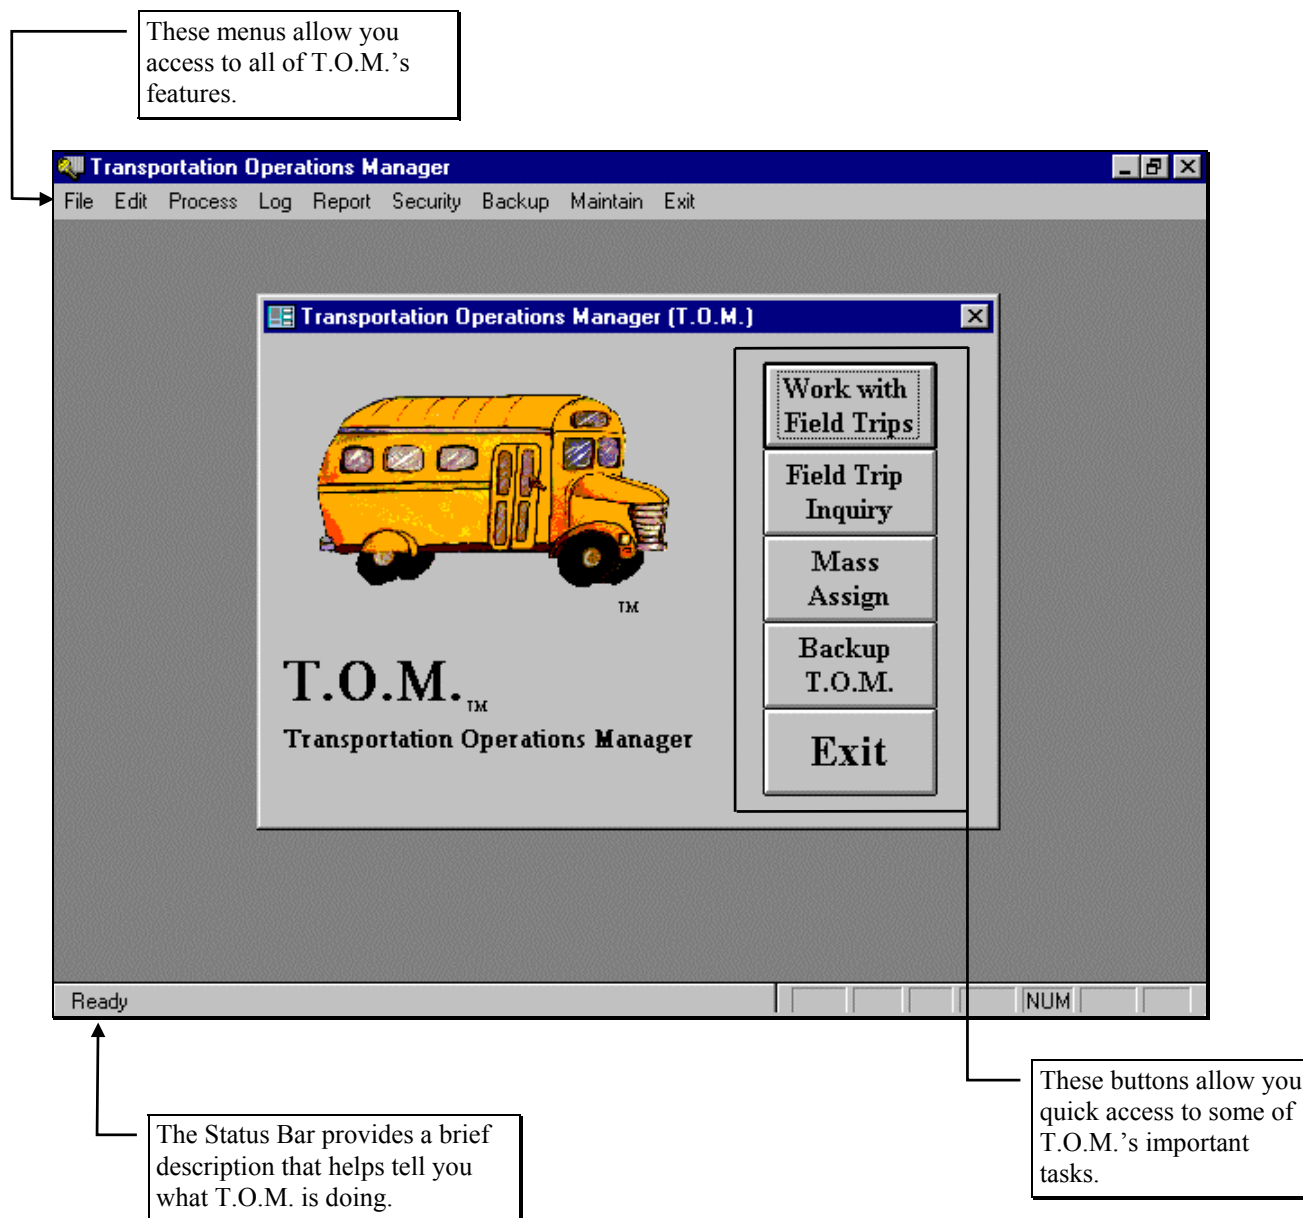 These menus allow you
access to all of T.O.M.’s
features.
Transportation Operations Manager
File Edit Process Log Report Security Backup Maintain Exit
Transportation Operations Manager (T.O.M.)
Work with
Field Trips
Field Trip
Inquiry
Mass
Assign
Backup
T.O.M.
Exit
TM
T.O.M.TM
Transportation Operations Manager
Ready NUM
These buttons allow you
quick access to some of
T.O.M.’s important
tasks.
The Status Bar provides a brief
description that helps tell you
what T.O.M. is doing.